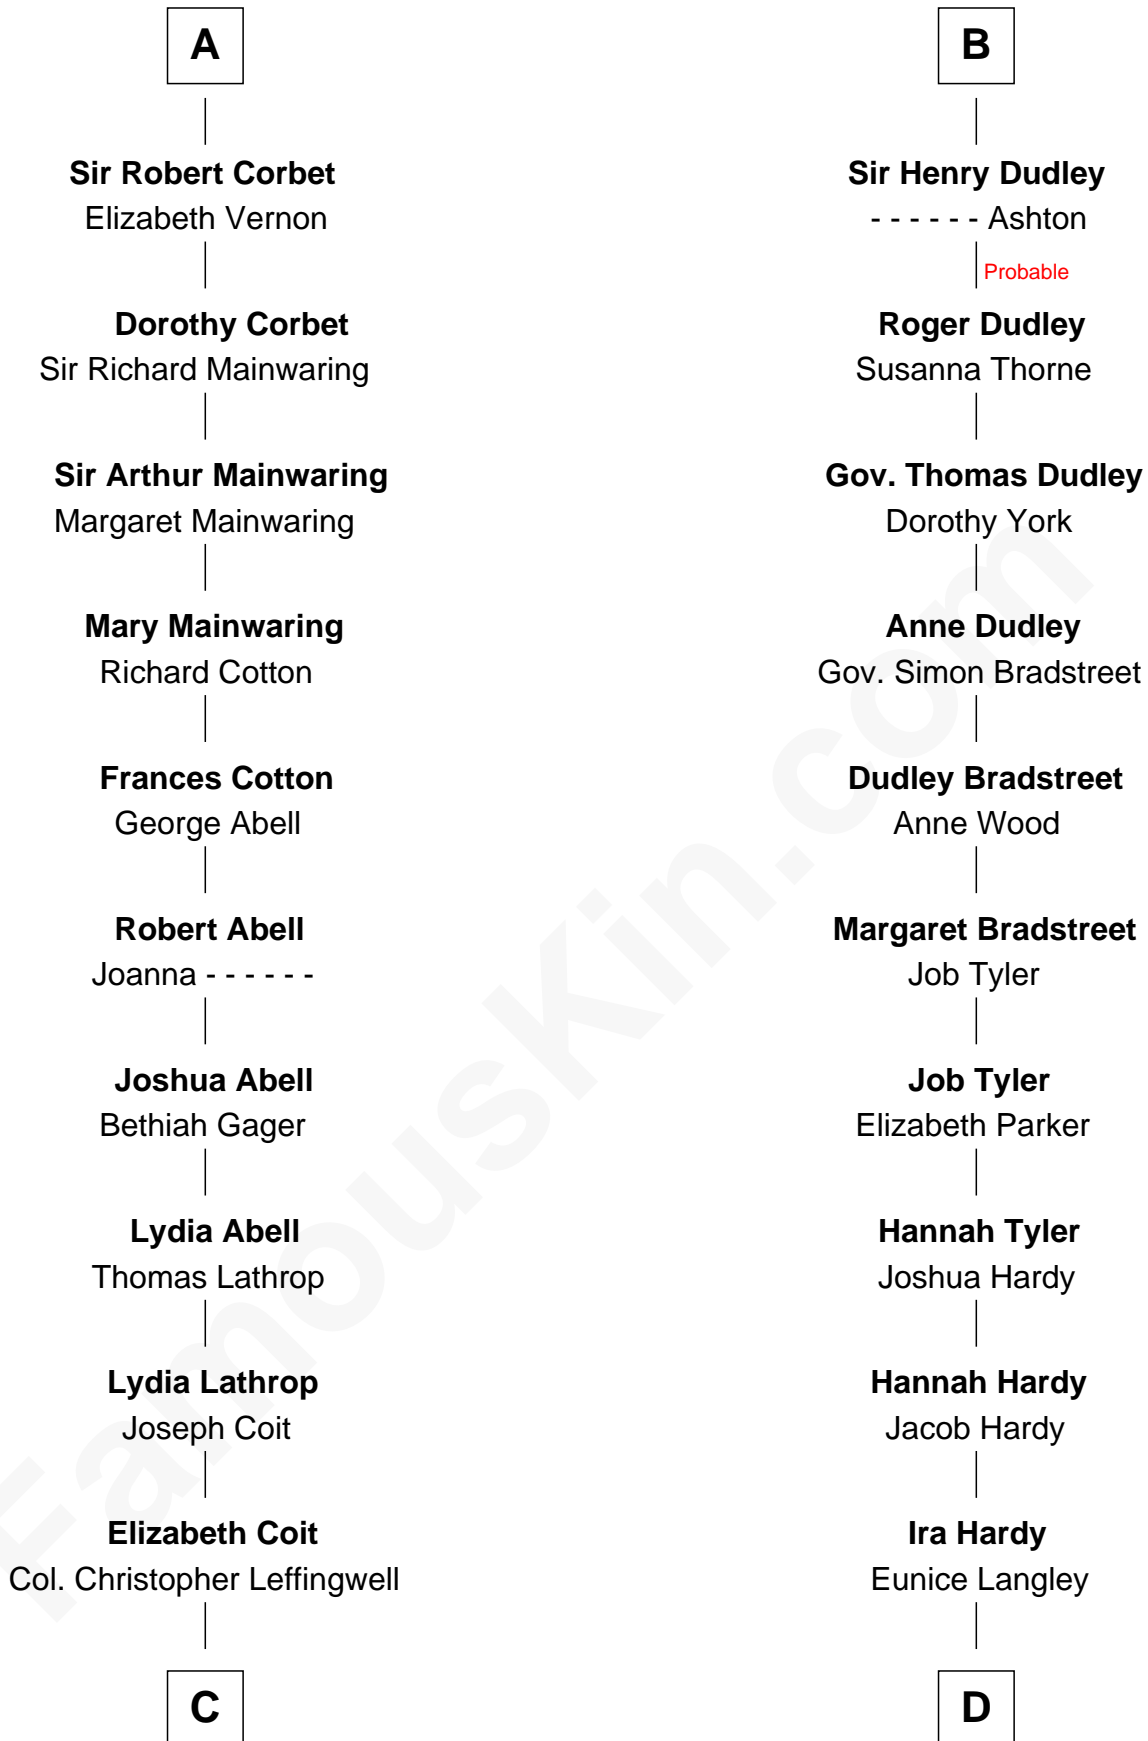 A
Sir Robert Corbet
Elizabeth Vernon
Dorothy Corbet
Sir Richard Mainwaring
Sir Arthur Mainwaring
Margaret Mainwaring
Mary Mainwaring
Richard Cotton
Frances Cotton
George Abell
Robert Abell
Joanna - - - - - -
Joshua Abell
Bethiah Gager
Lydia Abell
Thomas Lathrop
Lydia Lathrop
Joseph Coit
Elizabeth Coit
Col. Christopher Leffingwell
C
B
Sir Henry Dudley
- - - - - - Ashton
Probable
Roger Dudley
Susanna Thorne
Gov. Thomas Dudley
Dorothy York
Anne Dudley
Gov. Simon Bradstreet
Dudley Bradstreet
Anne Wood
Margaret Bradstreet
Job Tyler
Job Tyler
Elizabeth Parker
Hannah Tyler
Joshua Hardy
Hannah Hardy
Jacob Hardy
Ira Hardy
Eunice Langley
D
FamousKin.com